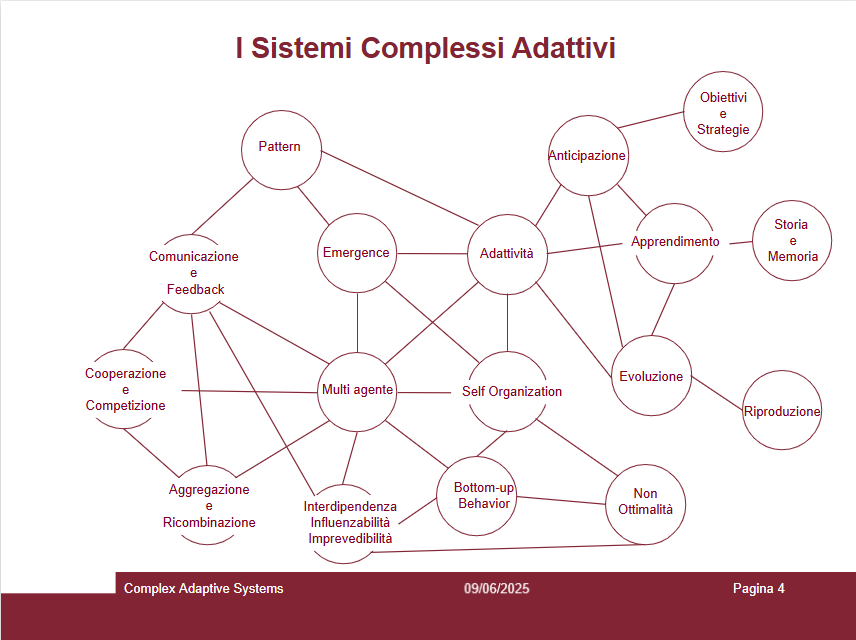 I Sistemi Complessi Adattivi
Obiettivi
e
Strategie
Pattern
Anticipazione
Storia
e
Memoria
Apprendimento
Comunicazione
e
Feedback
Emergence
Adattività
Cooperazione
e
Competizione
Multi agente
Self Organization
Evoluzione
Riproduzione
Aggregazione
e
Ricombinazione
Interdipendenza
Influenzabilità
Imprevedibilità
Bottom-up
Behavior
Non
Ottimalità
Complex Adaptive Systems
09/06/2025
Pagina 4